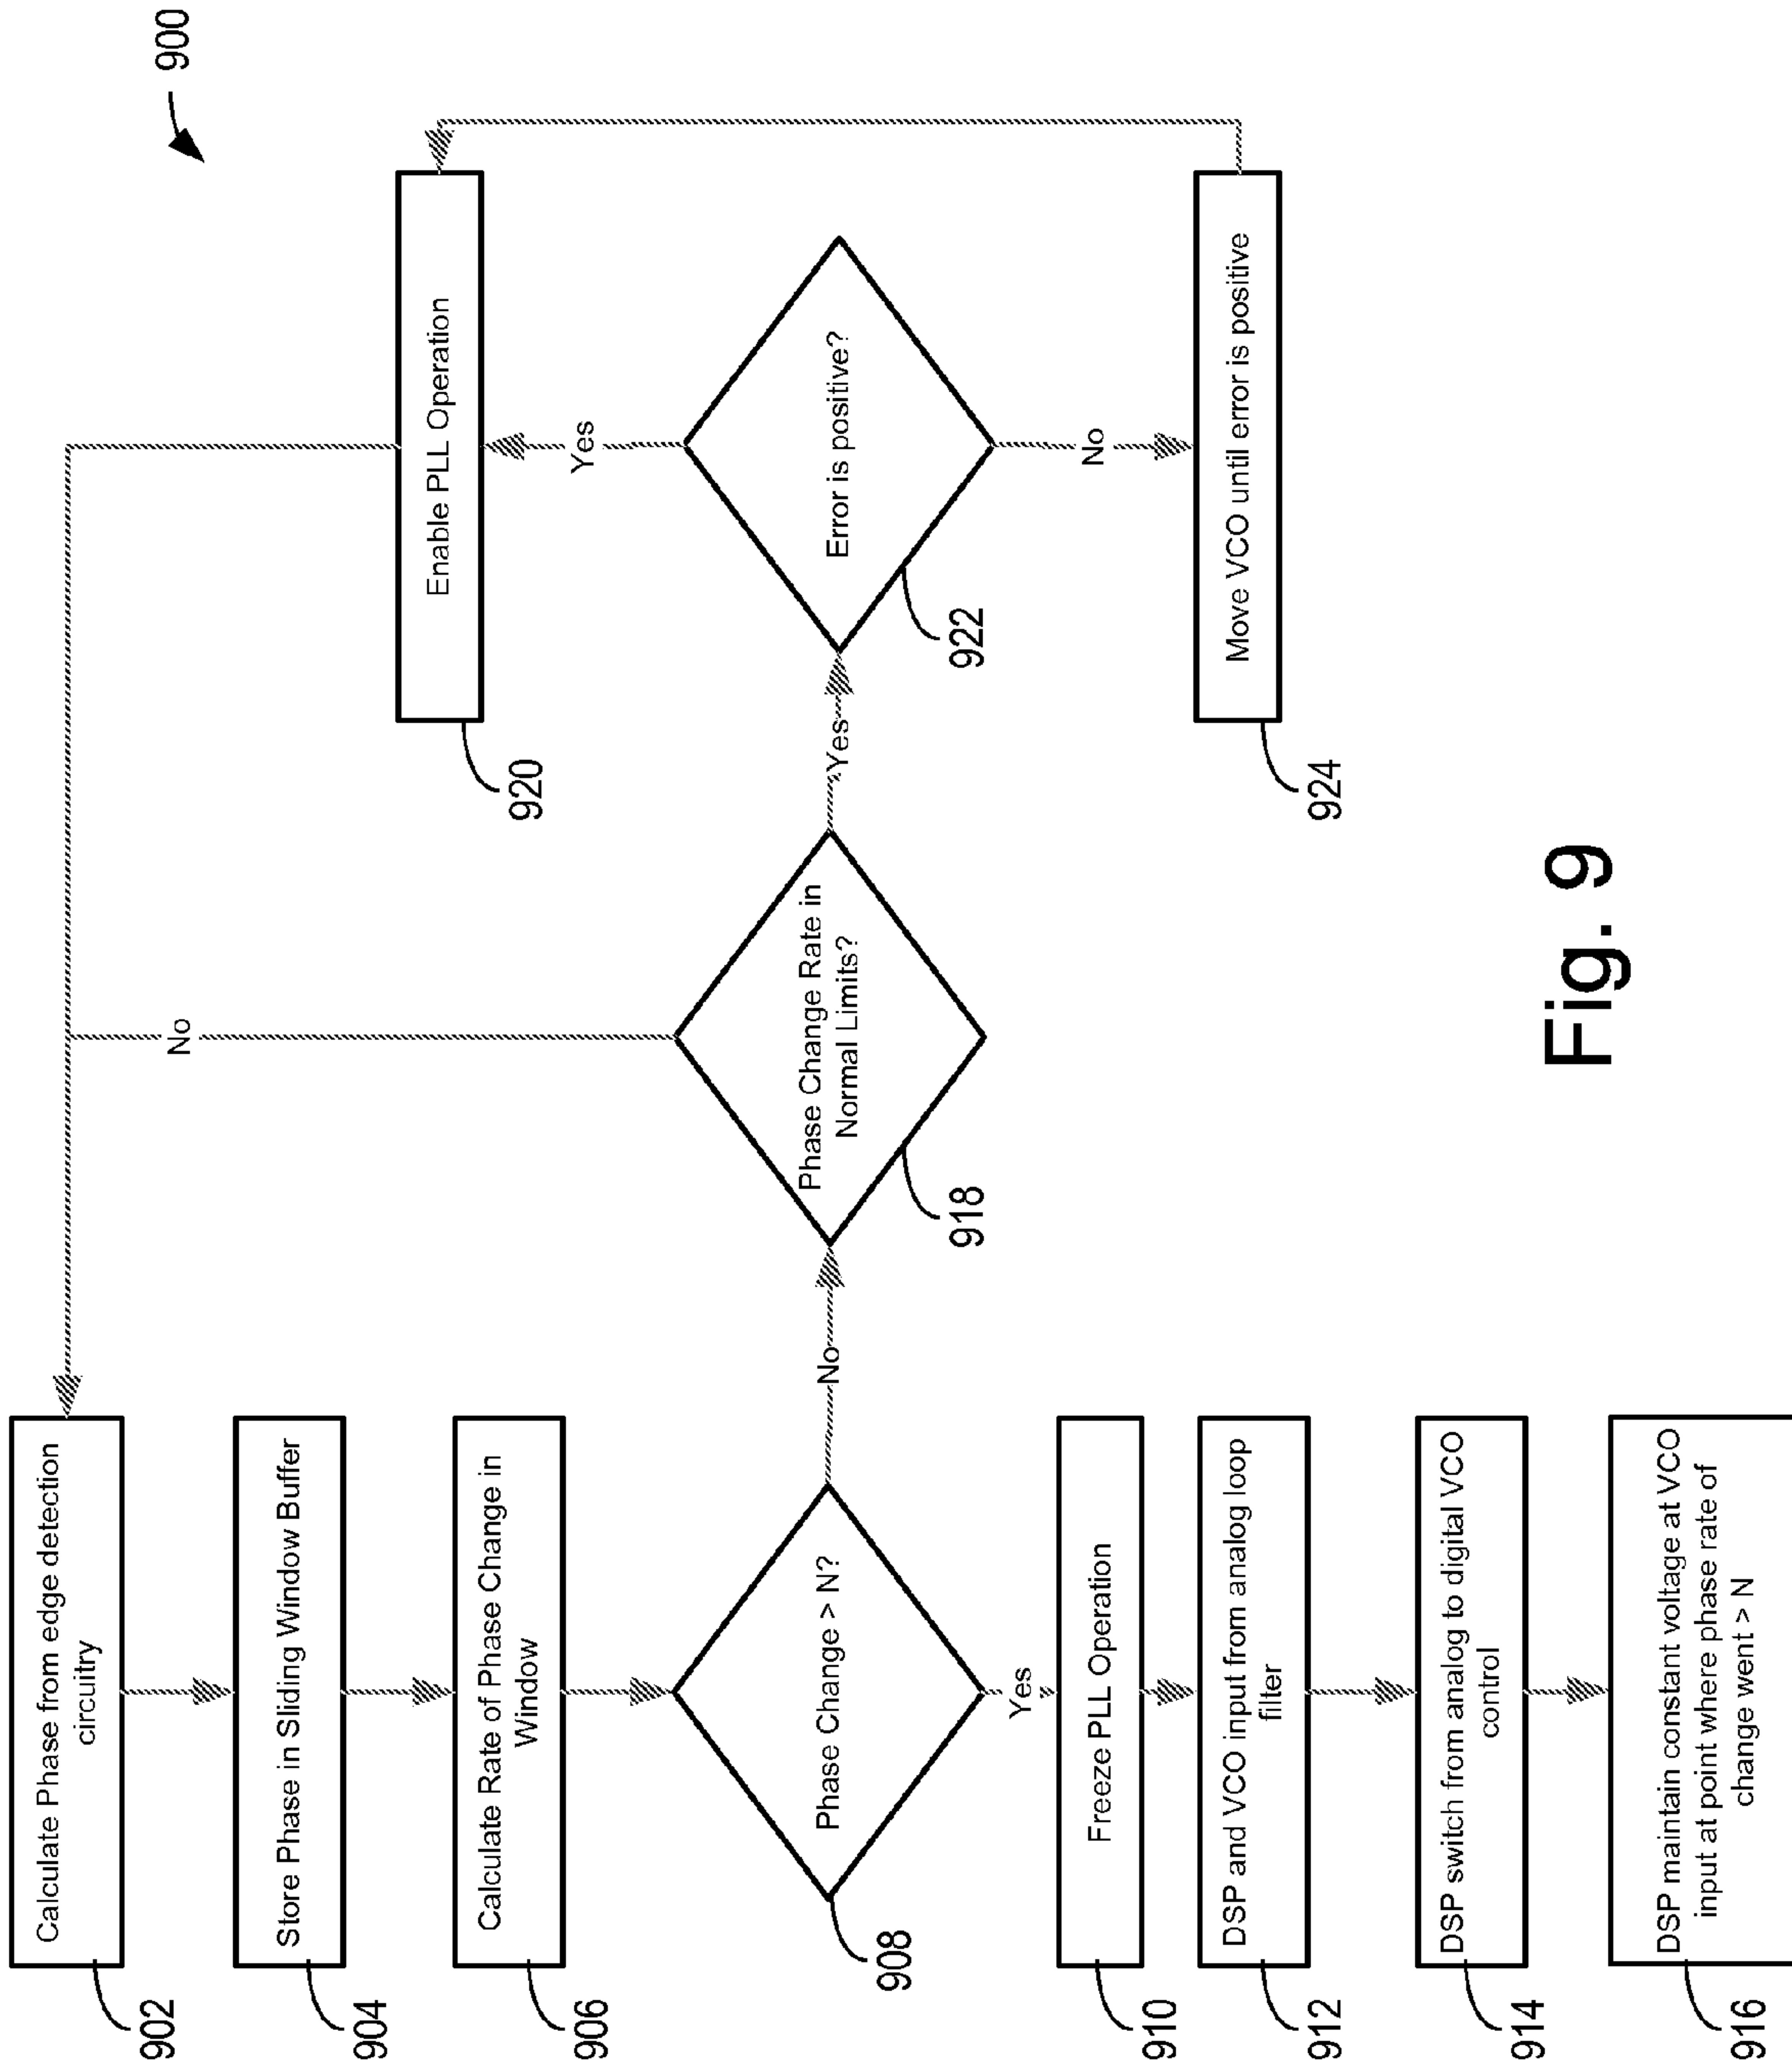 900
Calculate Phase from edge detection
circuitry
902
Store Phase in Sliding Window Buffer
904
Calculate Rate of Phase Change in
Window
906
Phase Change > N?
908
No
Yes
Freeze PLL Operation
910
DSP and VCO input from analog loop
filter
912
DSP switch from analog to digital VCO
control
914
DSP maintain constant voltage at VCO
input at point where phase rate of
change went > N
916
Phase Change Rate in
Normal Limits?
918
No
Yes
Enable PLL Operation
920
Yes
Error is positive?
922
No
Move VCO until error is positive
924
Fig. 9